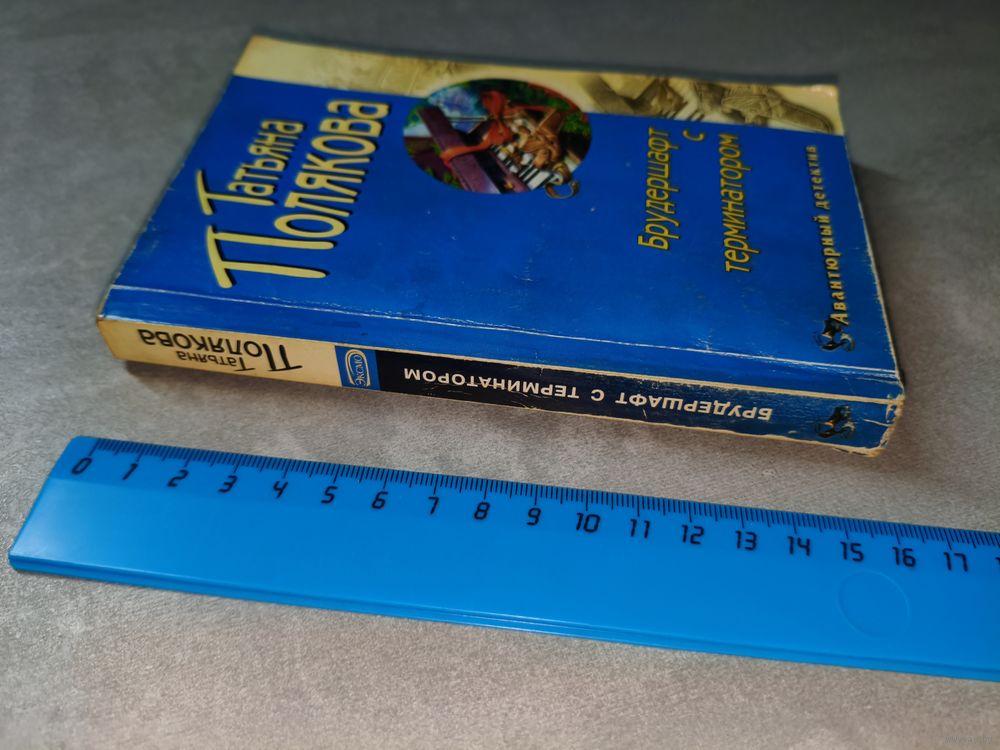 Татьяна
Полякова
Брудершафт
с
терминатором
Авантюрный детектив
Татьяна
Полякова
ЭКСМО
БРУДЕРШАФТ С ТЕРМИНАТОРОМ
0 1 2 3 4 5 6 7 8 9 10 11 12 13 14 15 16 17